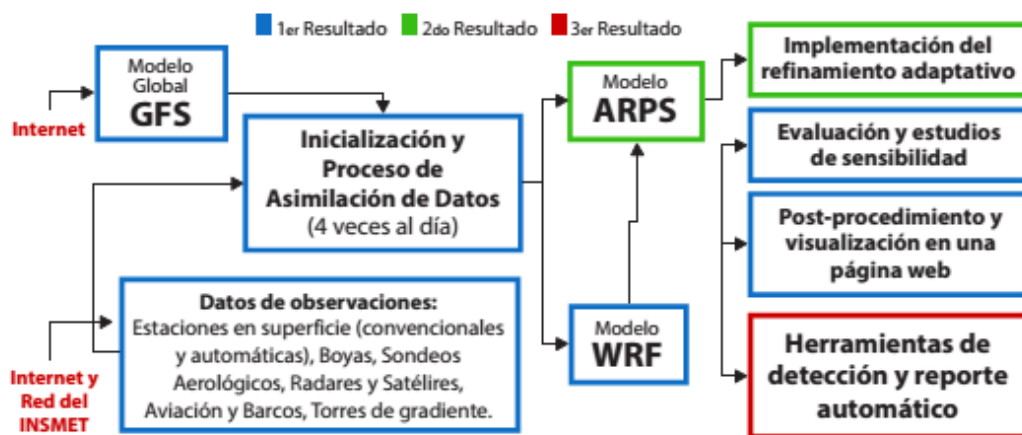 1er Resultado
2do Resultado
3er Resultado
Internet
Modelo
Global
GFS
Inicialización y
Proceso de
Asimilación de Datos
(4 veces al día)
Datos de observaciones:
Estaciones en superficie (convencionales
y automáticas), Boyas, Sondeos
Aerológicos, Radares y Satélires,
Aviación y Barcos, Torres de gradiente.
Internet y
Red del
INSMET
Modelo
ARPS
Modelo
WRF
Implementación del
refinamiento adaptativo
Evaluación y estudios
de sensibilidad
Post-procedimiento y
visualización en una
página web
Herramientas de
detección y reporte
automático